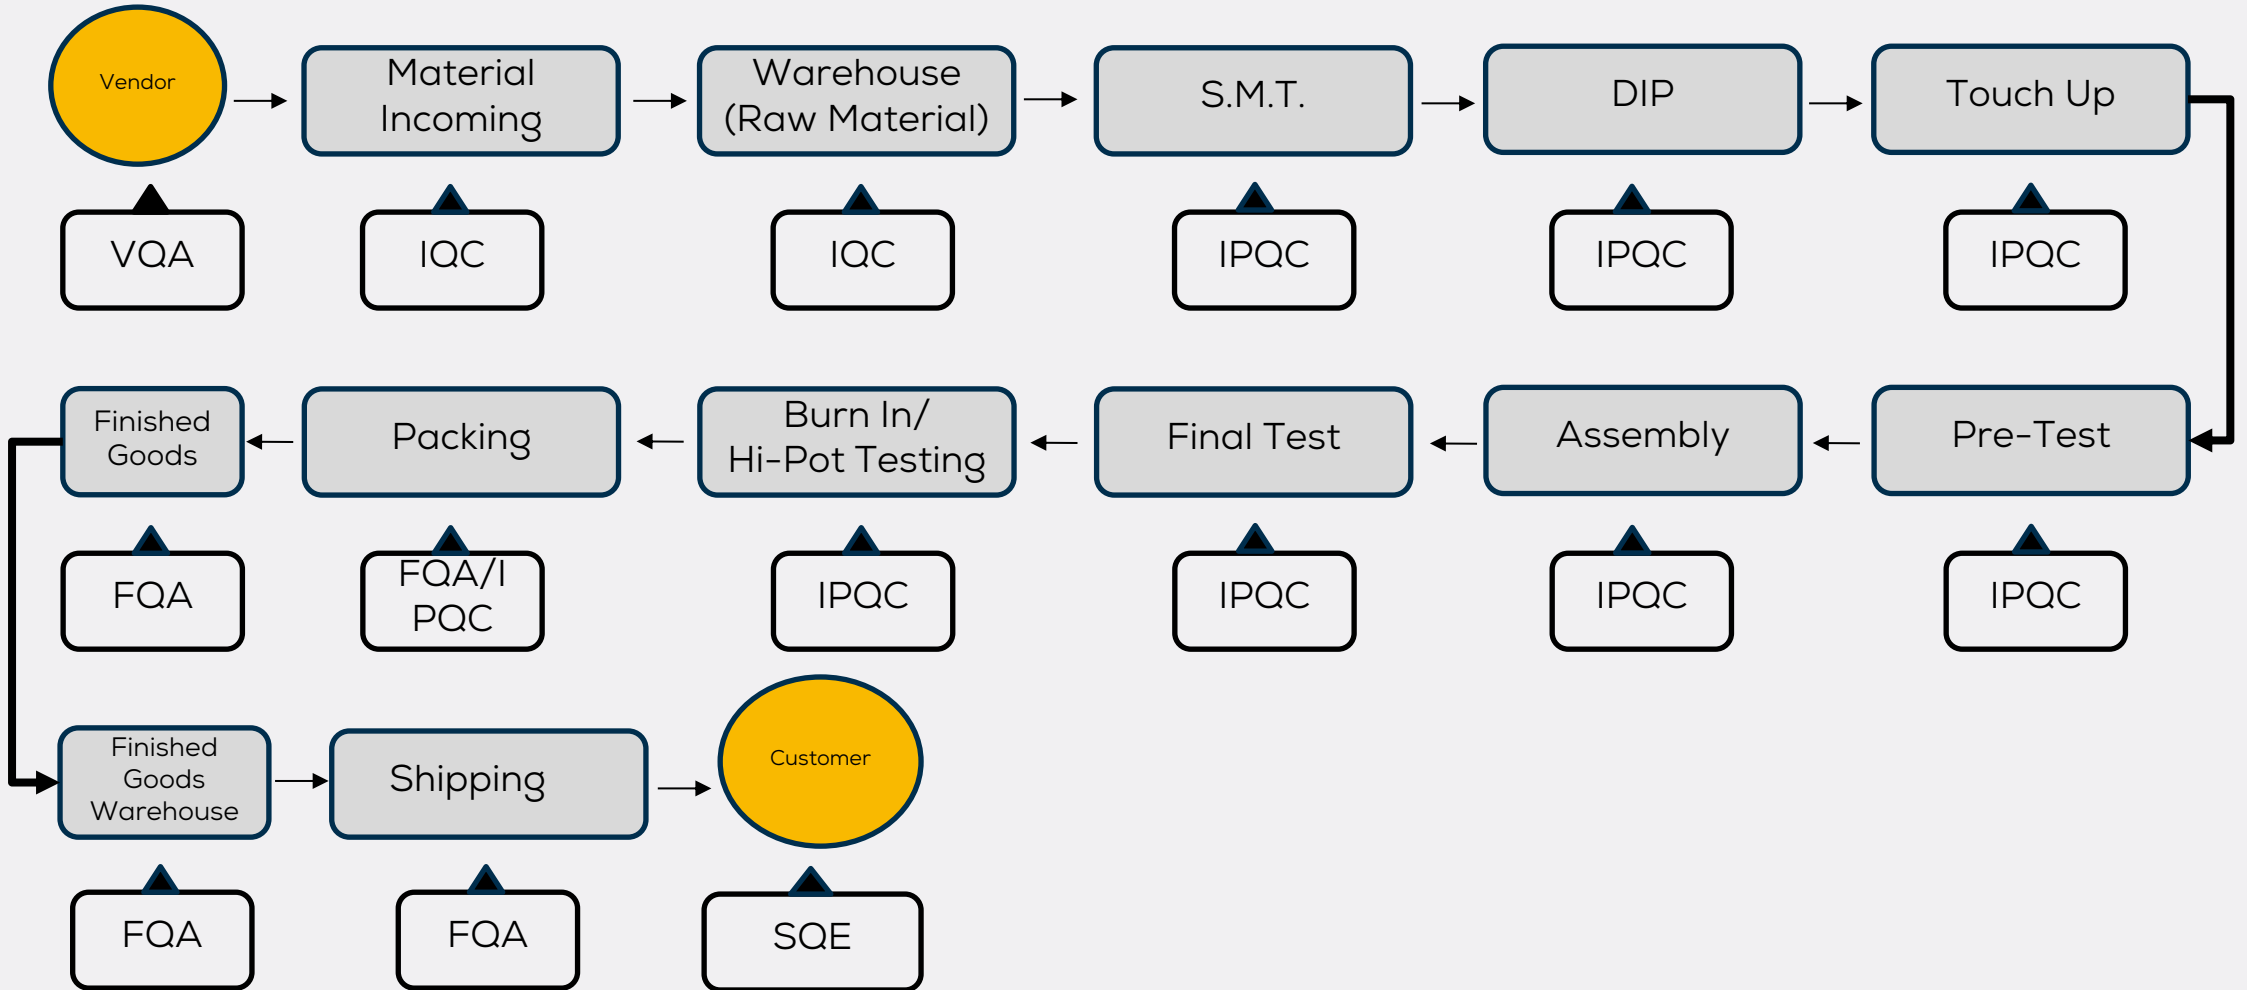 Vendor
Material
Incoming
Warehouse
(Raw Material)
S.M.T.
DIP
Touch Up
VQA
IQC
IQC
IPQC
IPQC
IPQC
Finished
Goods
Packing
Burn In/
Hi-Pot Testing
Final Test
Assembly
Pre-Test
FQA
FQA/I
PQC
IPQC
IPQC
IPQC
IPQC
Finished
Goods
Warehouse
Shipping
Customer
FQA
FQA
SQE